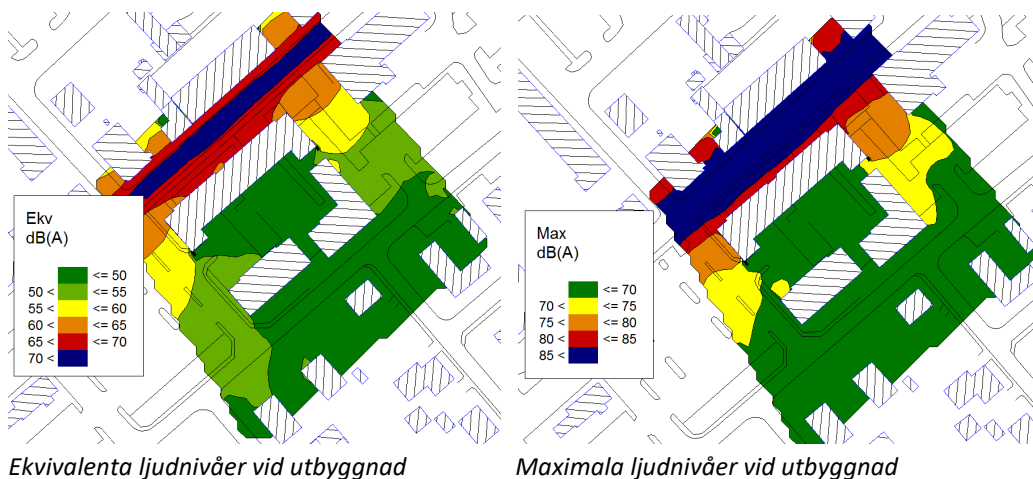 Ekv
dB(A)
<= 50
50 < <= 55
55 < <= 60
60 < <= 65
65 < <= 70
70 <
Max
dB(A)
<= 70
70 < <= 75
75 < <= 80
80 < <= 85
85 <
Ekvivalenta ljudnivåer vid utbyggnad
Maximala ljudnivåer vid utbyggnad